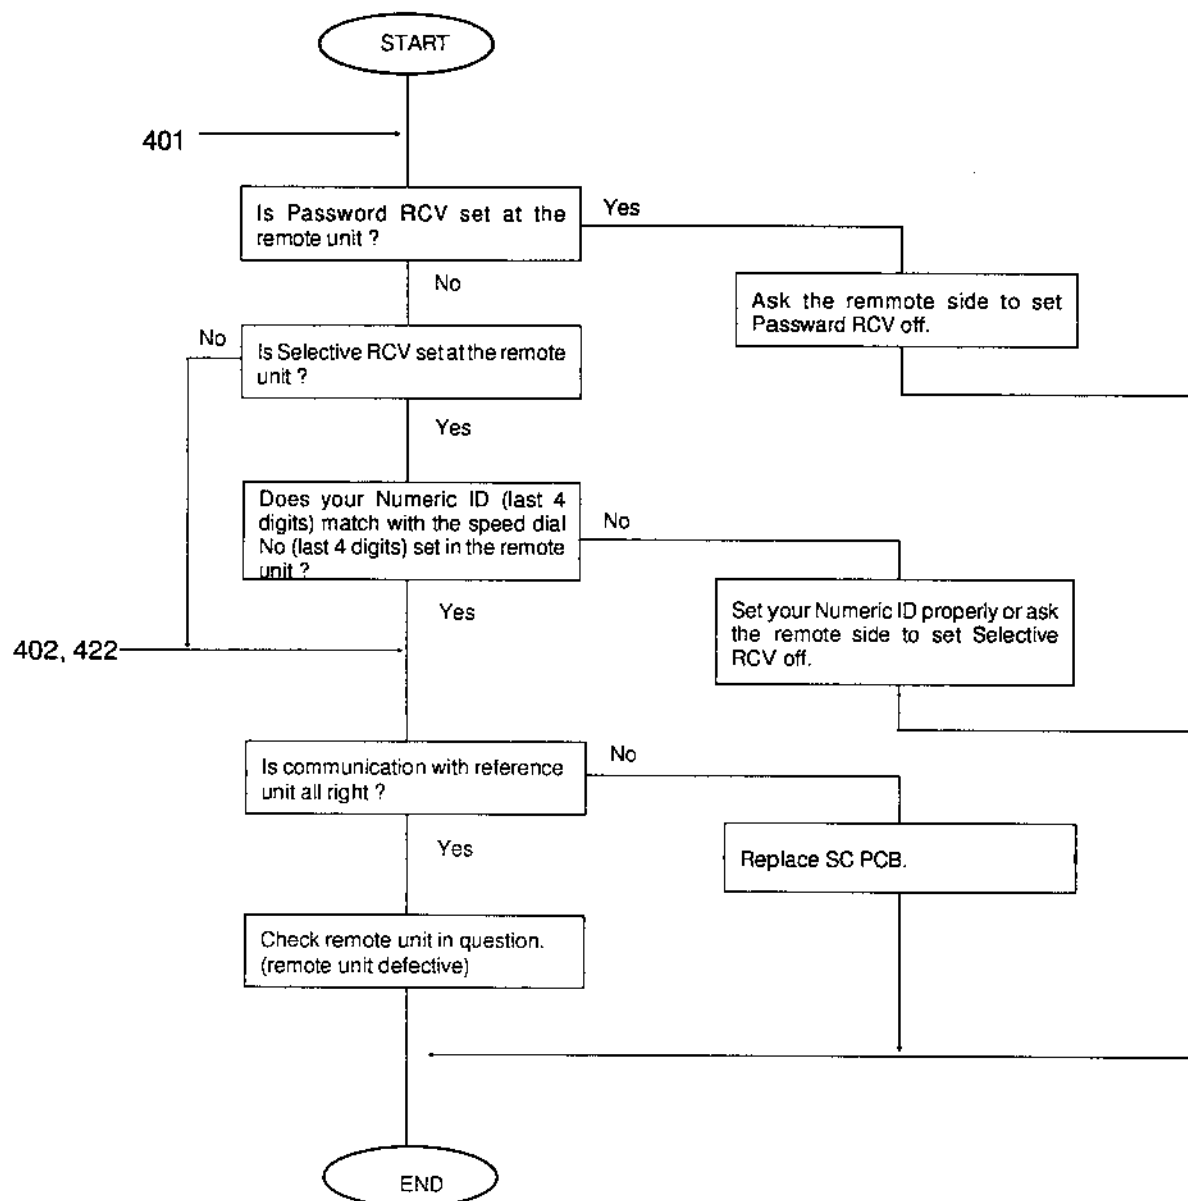 START
401
Is Password RCV set at the
remote unit ?
Yes
No
Ask the remmote side to set
Passward RCV off.
No
Is Selective RCV set at the remote
unit ?
Yes
Does your Numeric ID (last 4
digits) match with the speed dial
No (last 4 digits) set in the remote
unit ?
No
Yes
Set your Numeric ID properly or ask
the remote side to set Selective
RCV off.
402, 422
Is communication with reference
unit all right ?
No
Yes
Replace SC PCB.
Check remote unit in question.
(remote unit defective)
END